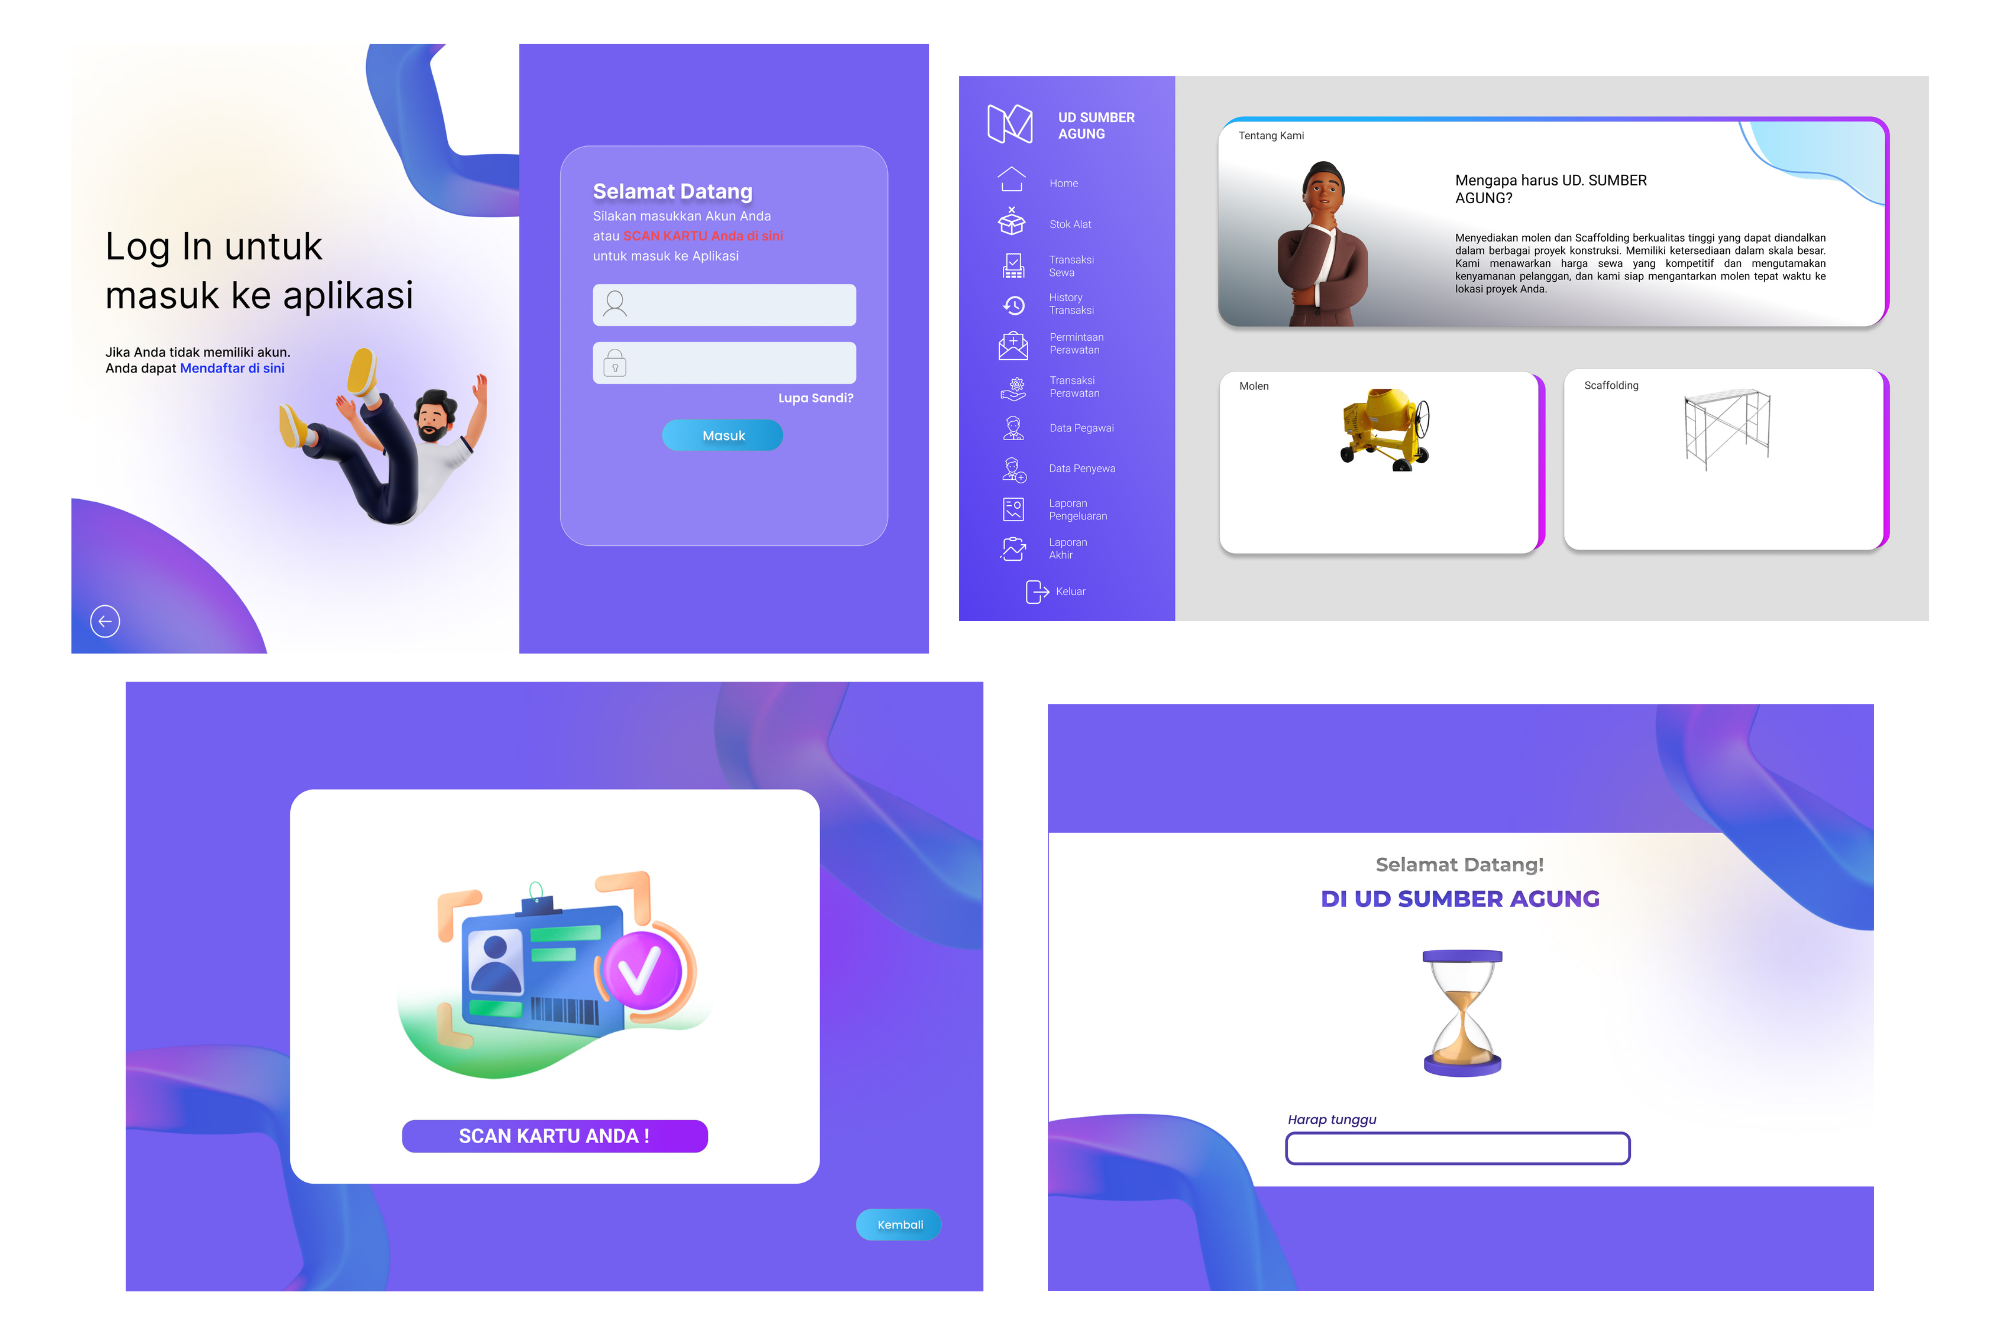 Log In untuk
masuk ke aplikasi
Jika Anda tidak memiliki akun.
Anda dapat Mendaftar di sini
Selamat Datang
Silakan masukkan Akun Anda
atau SCAN KARTU Anda di sini
untuk masuk ke Aplikasi
Lupa Sandi?
Masuk
UD SUMBER
AGUNG
Home
Stok Alat
Transaksi
Sewa
History
Transaksi
Permintaan
Perawatan
Transaksi
Perawatan
Data Pegawai
Data Penyewa
Laporan
Pengeluaran
Laporan
Akhir
Keluar
Tentang Kami
Mengapa harus UD. SUMBER
AGUNG?
Menyediakan molen dan Scaffolding berkualitas tinggi yang dapat diandalkan
dalam berbagai proyek konstruksi. Memiliki ketersediaan dalam skala besar.
Kami menawarkan harga sewa yang kompetitif dan mengutamakan
kenyamanan pelanggan, dan kami siap mengantarkan molen tepat waktu ke
lokasi proyek Anda.
Molen
Scaffolding
SCAN KARTU ANDA !
Kembali
Selamat Datang!
DI UD SUMBER AGUNG
Harap tunggu